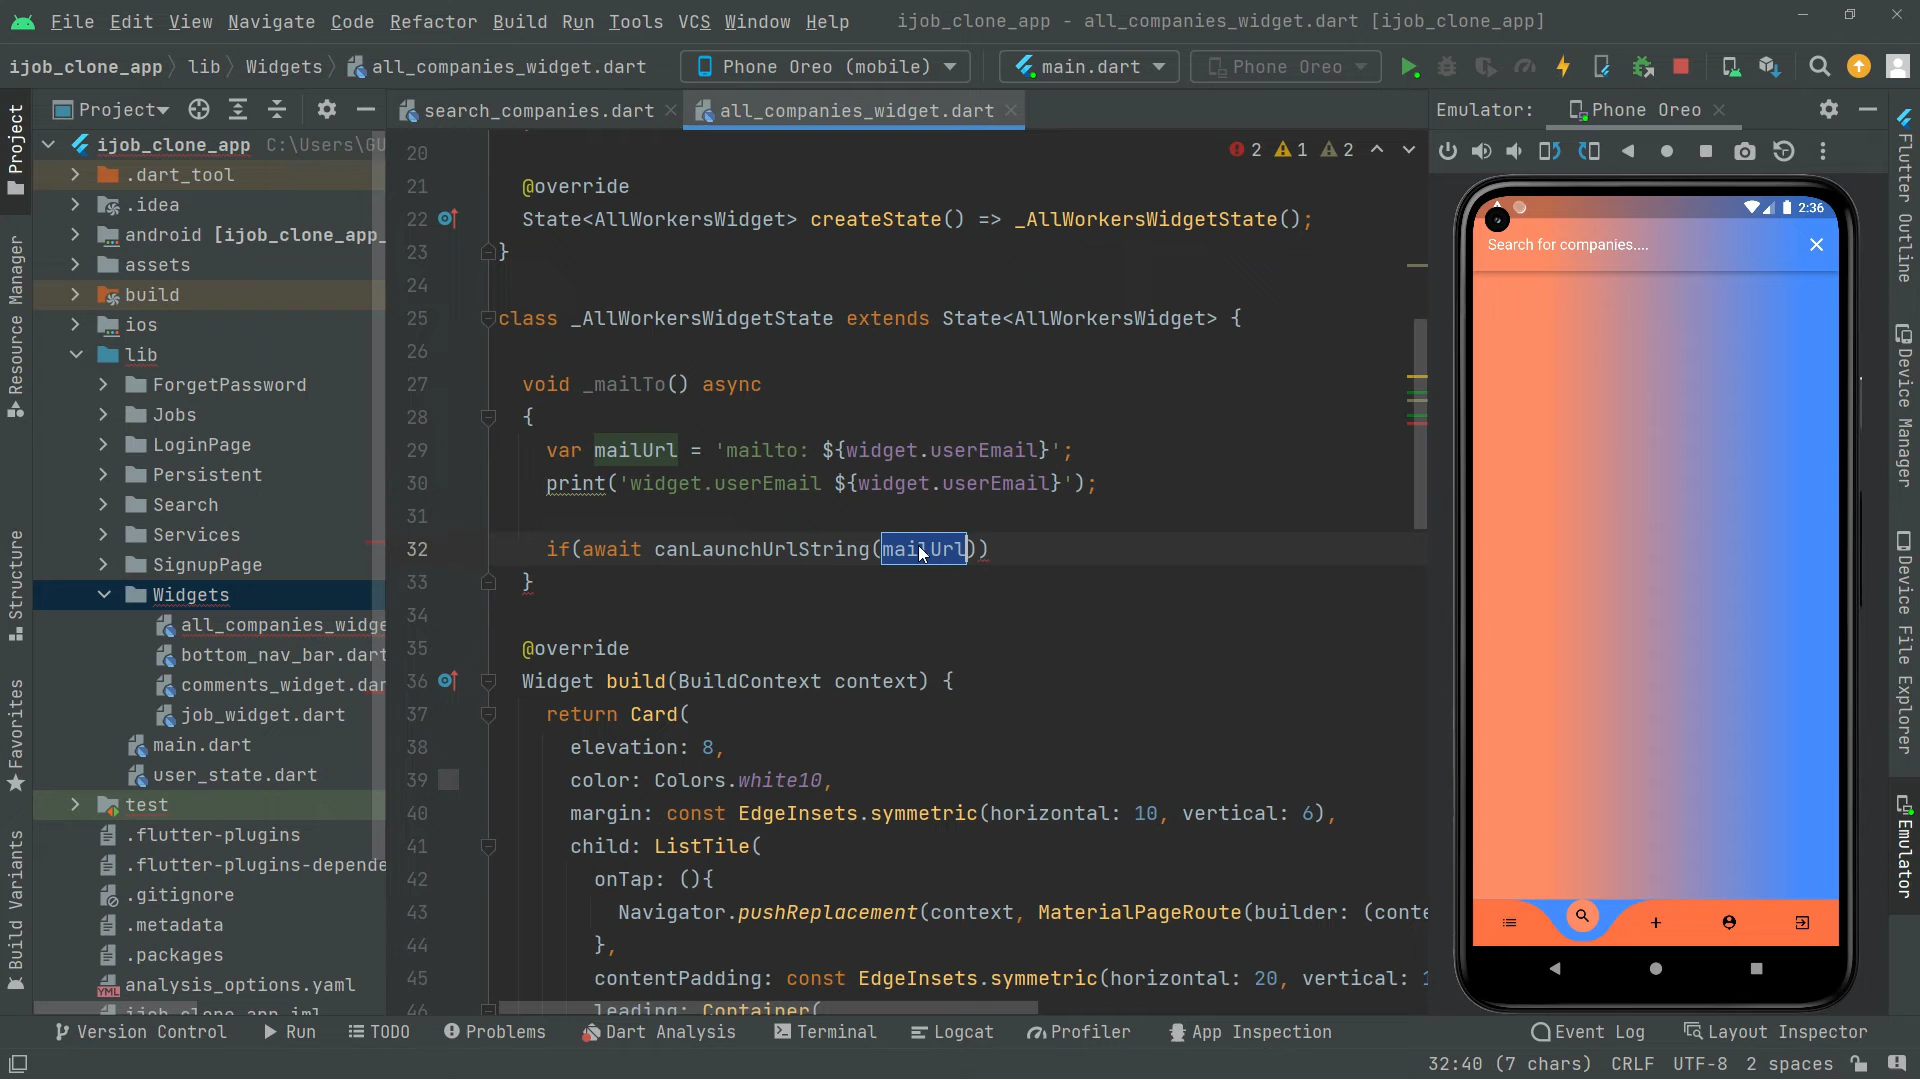 File Edit View Navigate Code Refactor Build Run Tools VCS Window Help ijob_clone_app - all_companies_widget.dart [ijob_clone_app]
ijob_clone_app lib Widgets all_companies_widget.dart Phone Oreo (mobile) main.dart Phone Oreo
Project search_companies.dart all_companies_widget.dart Emulator: Phone Oreo
Project
Resource Manager
Structure
Favorites
Build Variants
ijob_clone_app C:\Users\GU
.dart_tool
.idea
android [ijob_clone_app_
assets
build
ios
lib
ForgetPassword
Jobs
LoginPage
Persistent
Search
Services
SignupPage
Widgets
all_companies_widge
bottom_nav_bar.dart
comments_widget.dar
job_widget.dart
main.dart
user_state.dart
test
.flutter-plugins
.flutter-plugins-depende
.gitignore
.metadata
.packages
analysis_options.yaml
ijob_clone_app.iml
2 1 2
20
21 @override
22 State<AllWorkersWidget> createState() => _AllWorkersWidgetState();
23 }
24
25 class _AllWorkersWidgetState extends State<AllWorkersWidget> {
26
27 void _mailTo() async
28 {
29 var mailUrl = 'mailto: ${widget.userEmail}';
30 print('widget.userEmail ${widget.userEmail}');
31
32 if(await canLaunchUrlString(mailUrl))
33 }
34
35 @override
36 Widget build(BuildContext context) {
37 return Card(
38 elevation: 8,
39 color: Colors.white10,
40 margin: const EdgeInsets.symmetric(horizontal: 10, vertical: 6),
41 child: ListTile(
42 onTap: (){
43 Navigator.pushReplacement(context, MaterialPageRoute(builder: (conte
44 },
45 contentPadding: const EdgeInsets.symmetric(horizontal: 20, vertical: 1
46 leading: Container(
2:36
Search for companies....
Flutter Outline
Device Manager
Device File Explorer
Emulator
Version Control Run TODO Problems Dart Analysis Terminal Logcat Profiler App Inspection Event Log Layout Inspector
32:40 (7 chars) CRLF UTF-8 2 spaces